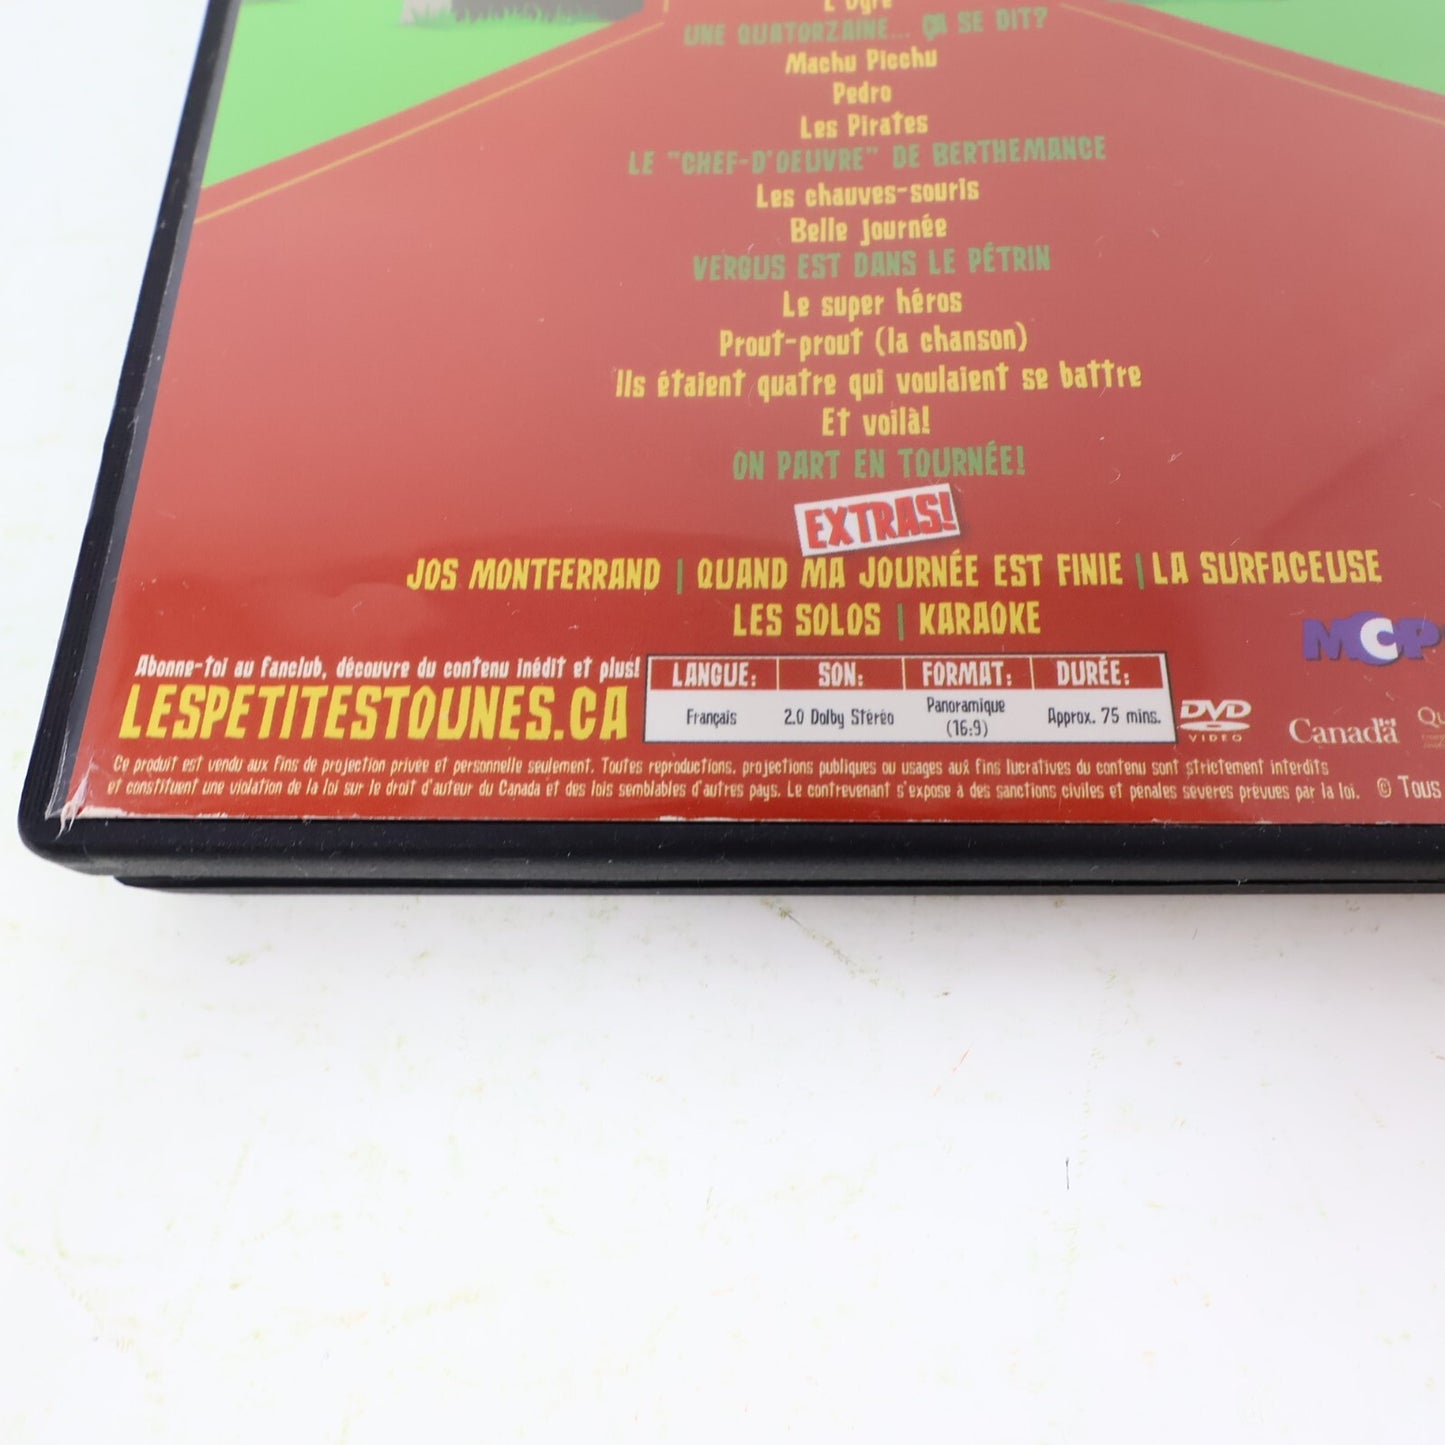 L'Ogre
UNE QUATORZAINE... ÇA SE DIT?
Machu Picchu
Pedro
Les Pirates
LE "CHEF-D'OEUVRE" DE BERTHEMANCE
Les chauves-souris
Belle journée
VERGUS EST DANS LE PÉTRIN
Le super héros
Prout-prout (la chanson)
Ils étaient quatre qui voulaient se battre
Et voilà!
ON PART EN TOURNÉE!
EXTRAS!
JOS MONTFERRAND | QUAND MA JOURNÉE EST FINIE | LA SURFACEUSE
LES SOLOS | KARAOKE
Abonne-toi au fanclub, découvre du contenu inédit et plus!
LESPETITESTOUNES.CA
LANGUE: SON: FORMAT: DURÉE:
Français 2.0 Dolby Stéréo Panoramique (16:9) Approx. 75 mins.
DVD
VIDEO
MCP
Canada
Ce produit est vendu aux fins de projection privée et personnelle seulement. Toutes reproductions, projections publiques ou usages aux fins lucratives du contenu sont strictement interdits
et constituent une violation de la loi sur le droit d'auteur du Canada et des lois semblables d'autres pays. Le contrevenant s'expose à des sanctions civiles et pénales sévères prévues par la loi. © Tous